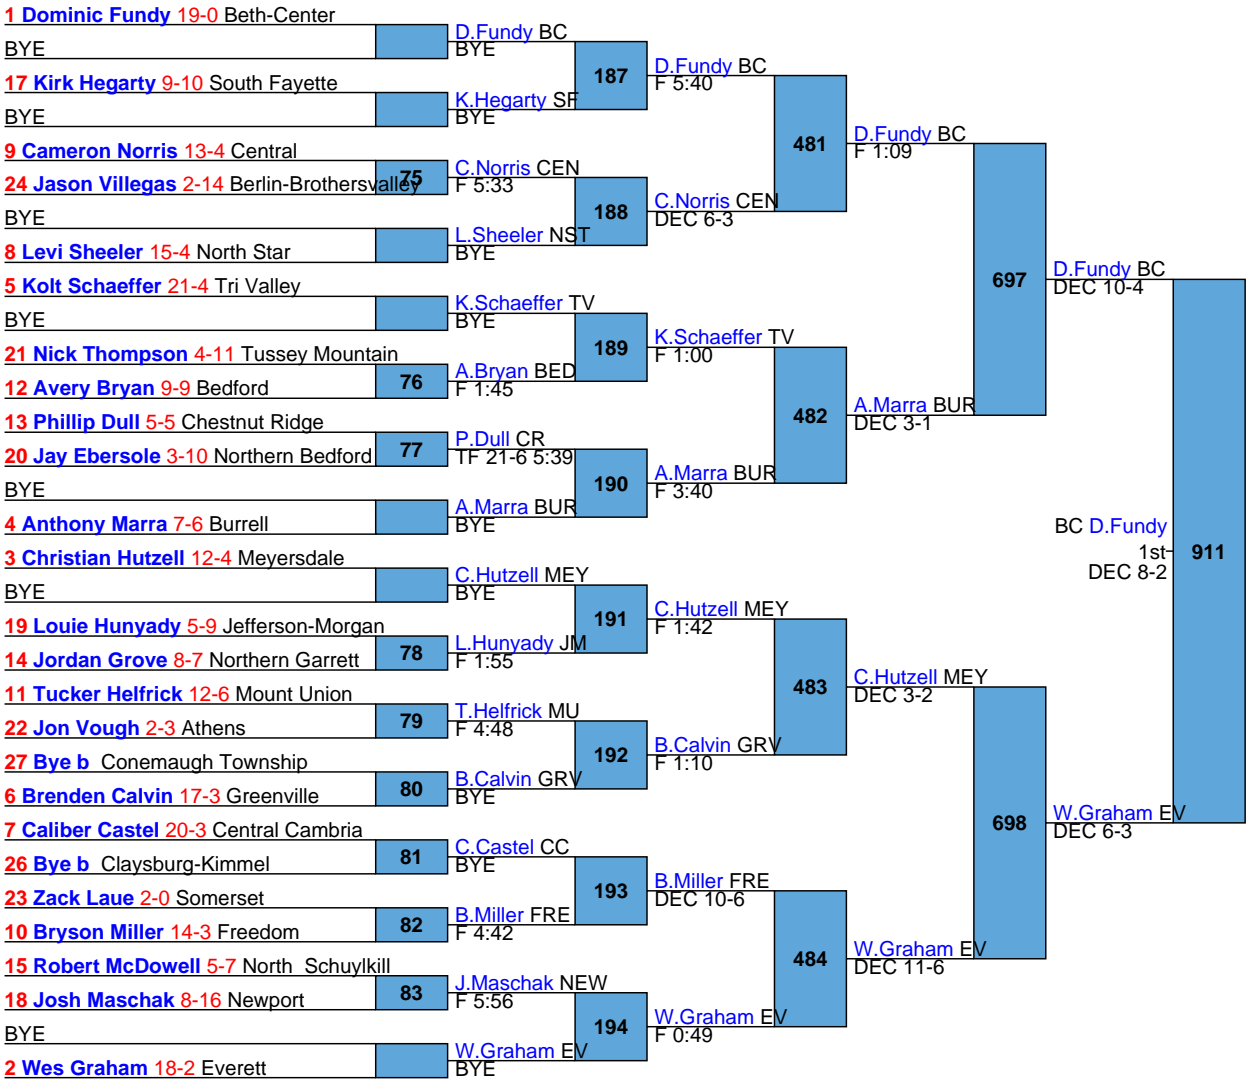 1 Dominic Fundy 19-0 Beth-Center
BYE
17 Kirk Hegarty 9-10 South Fayette
BYE
9 Cameron Norris 13-4 Central
24 Jason Villegas 2-14 Berlin-Brothersvalley
BYE
8 Levi Sheeler 15-4 North Star
5 Kolt Schaeffer 21-4 Tri Valley
BYE
21 Nick Thompson 4-11 Tussey Mountain
12 Avery Bryan 9-9 Bedford
13 Phillip Dull 5-5 Chestnut Ridge
20 Jay Ebersole 3-10 Northern Bedford
BYE
4 Anthony Marra 7-6 Burrell
3 Christian Hutzell 12-4 Meyersdale
BYE
19 Louie Hunyady 5-9 Jefferson-Morgan
14 Jordan Grove 8-7 Northern Garrett
11 Tucker Helfrick 12-6 Mount Union
22 Jon Vough 2-3 Athens
27 Bye b Conemaugh Township
6 Brenden Calvin 17-3 Greenville
7 Caliber Castel 20-3 Central Cambria
26 Bye b Claysburg-Kimmel
23 Zack Laue 2-0 Somerset
10 Bryson Miller 14-3 Freedom
15 Robert McDowell 5-7 North Schuylkill
18 Josh Maschak 8-16 Newport
BYE
2 Wes Graham 18-2 Everett
75
76
77
78
79
80
81
82
83
D.Fundy BC
BYE
K.Hegarty SF
BYE
C.Norris CEN
F 5:33
L.Sheeler NST
BYE
K.Schaeffer TV
BYE
A.Bryan BED
F 1:45
P.Dull CR
TF 21-6 5:39
A.Marra BUR
BYE
C.Hutzell MEY
BYE
L.Hunyady JM
F 1:55
T.Helfrick MU
F 4:48
B.Calvin GRV
BYE
C.Castel CC
BYE
B.Miller FRE
F 4:42
J.Maschak NEW
F 5:56
W.Graham EV
BYE
187
188
189
190
191
192
193
194
D.Fundy BC
F 5:40
C.Norris CEN
DEC 6-3
K.Schaeffer TV
F 1:00
A.Marra BUR
F 3:40
C.Hutzell MEY
F 1:42
B.Calvin GRV
F 1:10
B.Miller FRE
DEC 10-6
W.Graham EV
F 0:49
481
482
483
484
D.Fundy BC
F 1:09
A.Marra BUR
DEC 3-1
C.Hutzell MEY
DEC 3-2
W.Graham EV
DEC 11-6
697
698
D.Fundy BC
DEC 10-4
W.Graham EV
DEC 6-3
911
BC D.Fundy
1st
DEC 8-2